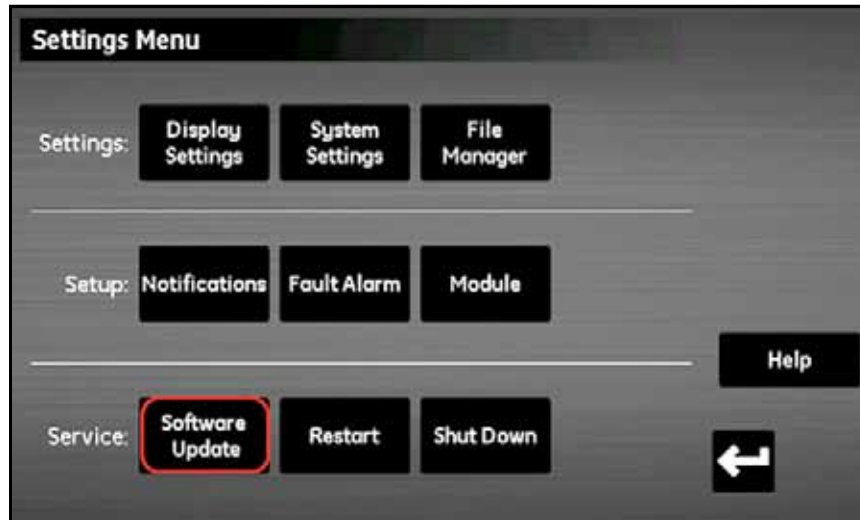 Settings Menu
Settings:
Display
Settings
System
Settings
File
Manager
Setup:
Notifications
Fault Alarm
Module
Help
Service:
Software
Update
Restart
Shut Down